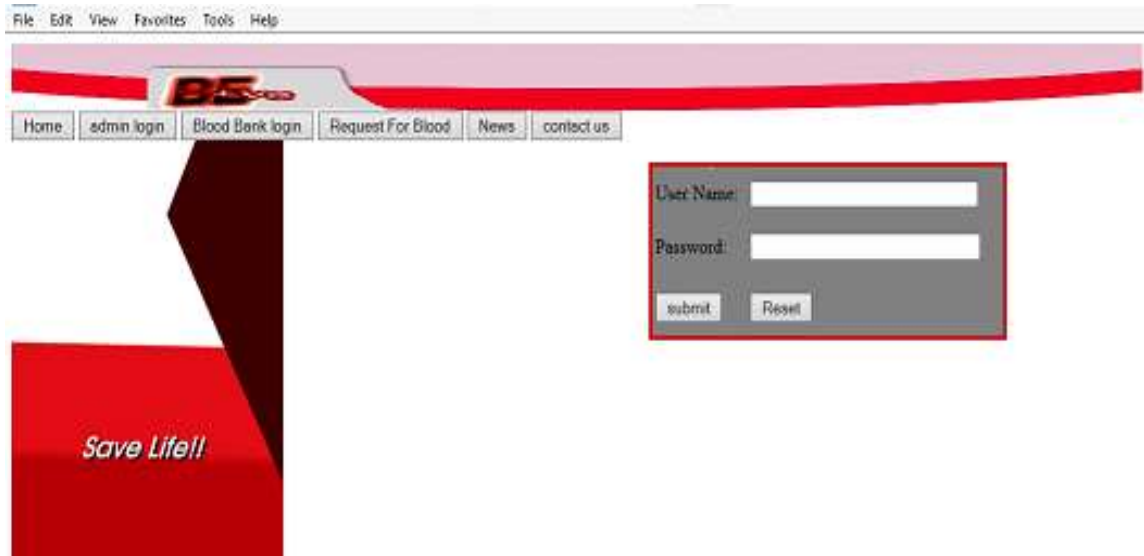 File Edit View Favorites Tools Help
Home admin login Blood Bank login Request For Blood News contact us
User Name:
Password:
submit Reset
Save Life!!